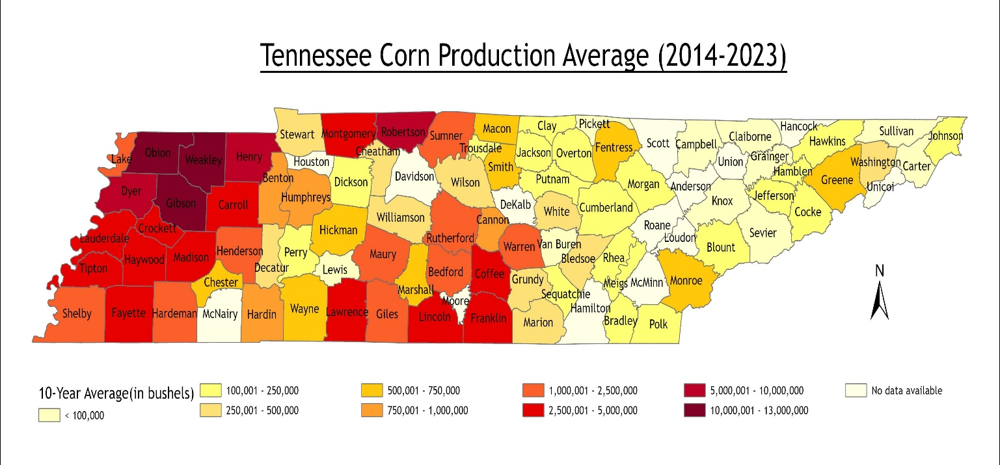 Tennessee Corn Production Average (2014-2023)
Stewart
Montgomery
Robertson
Sumner
Macon
Clay
Pickett
Hancock
Sullivan
Johnson
Lake
Obion
Weakley
Henry
Houston
Cheatham
Trousdale
Jackson
Overton
Fentress
Scott
Campbell
Claiborne
Union
Grainger
Hawkins
Hamblen
Washington
Carter
Unicoi
Greene
Dyer
Gibson
Carroll
Benton
Humphreys
Dickson
Davidson
Wilson
Smith
Putnam
Morgan
Anderson
Knox
Jefferson
Cocke
Lauderdale
Crockett
Williamson
Rutherford
Cannon
DeKalb
White
Cumberland
Roane
Loudon
Blount
Sevier
Tipton
Haywood
Madison
Henderson
Decatur
Perry
Hickman
Lewis
Maury
Marshall
Bedford
Coffee
Warren
Van Buren
Bledsoe
Rhea
Meigs
McMinn
Monroe
N
Shelby
Fayette
Hardeman
Chester
McNairy
Hardin
Wayne
Lawrence
Giles
Lincoln
Moore
Franklin
Grundy
Sequatchie
Marion
Hamilton
Bradley
Polk
10-Year Average(in bushels)
< 100,000
100,001 - 250,000
250,001 - 500,000
500,001 - 750,000
750,001 - 1,000,000
1,000,001 - 2,500,000
2,500,001 - 5,000,000
5,000,001 - 10,000,000
10,000,001 - 13,000,000
No data available